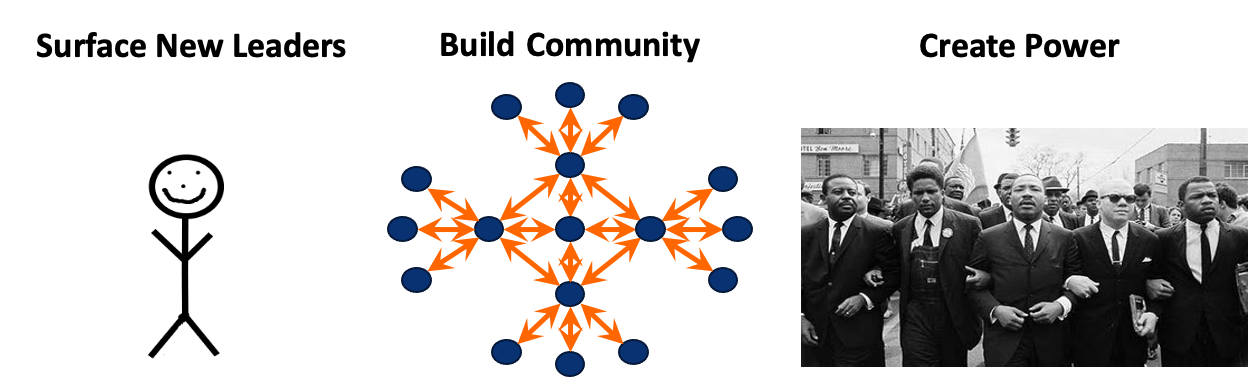 Surface New Leaders
Build Community
Create Power